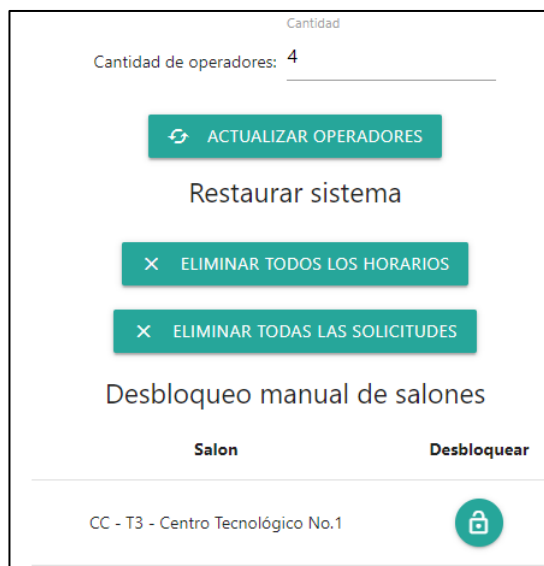 Cantidad
Cantidad de operadores: 4
ACTUALIZAR OPERADORES
Restaurar sistema
ELIMINAR TODOS LOS HORARIOS
ELIMINAR TODAS LAS SOLICITUDES
Desbloqueo manual de salones
Salon Desbloquear
CC - T3 - Centro Tecnológico No.1